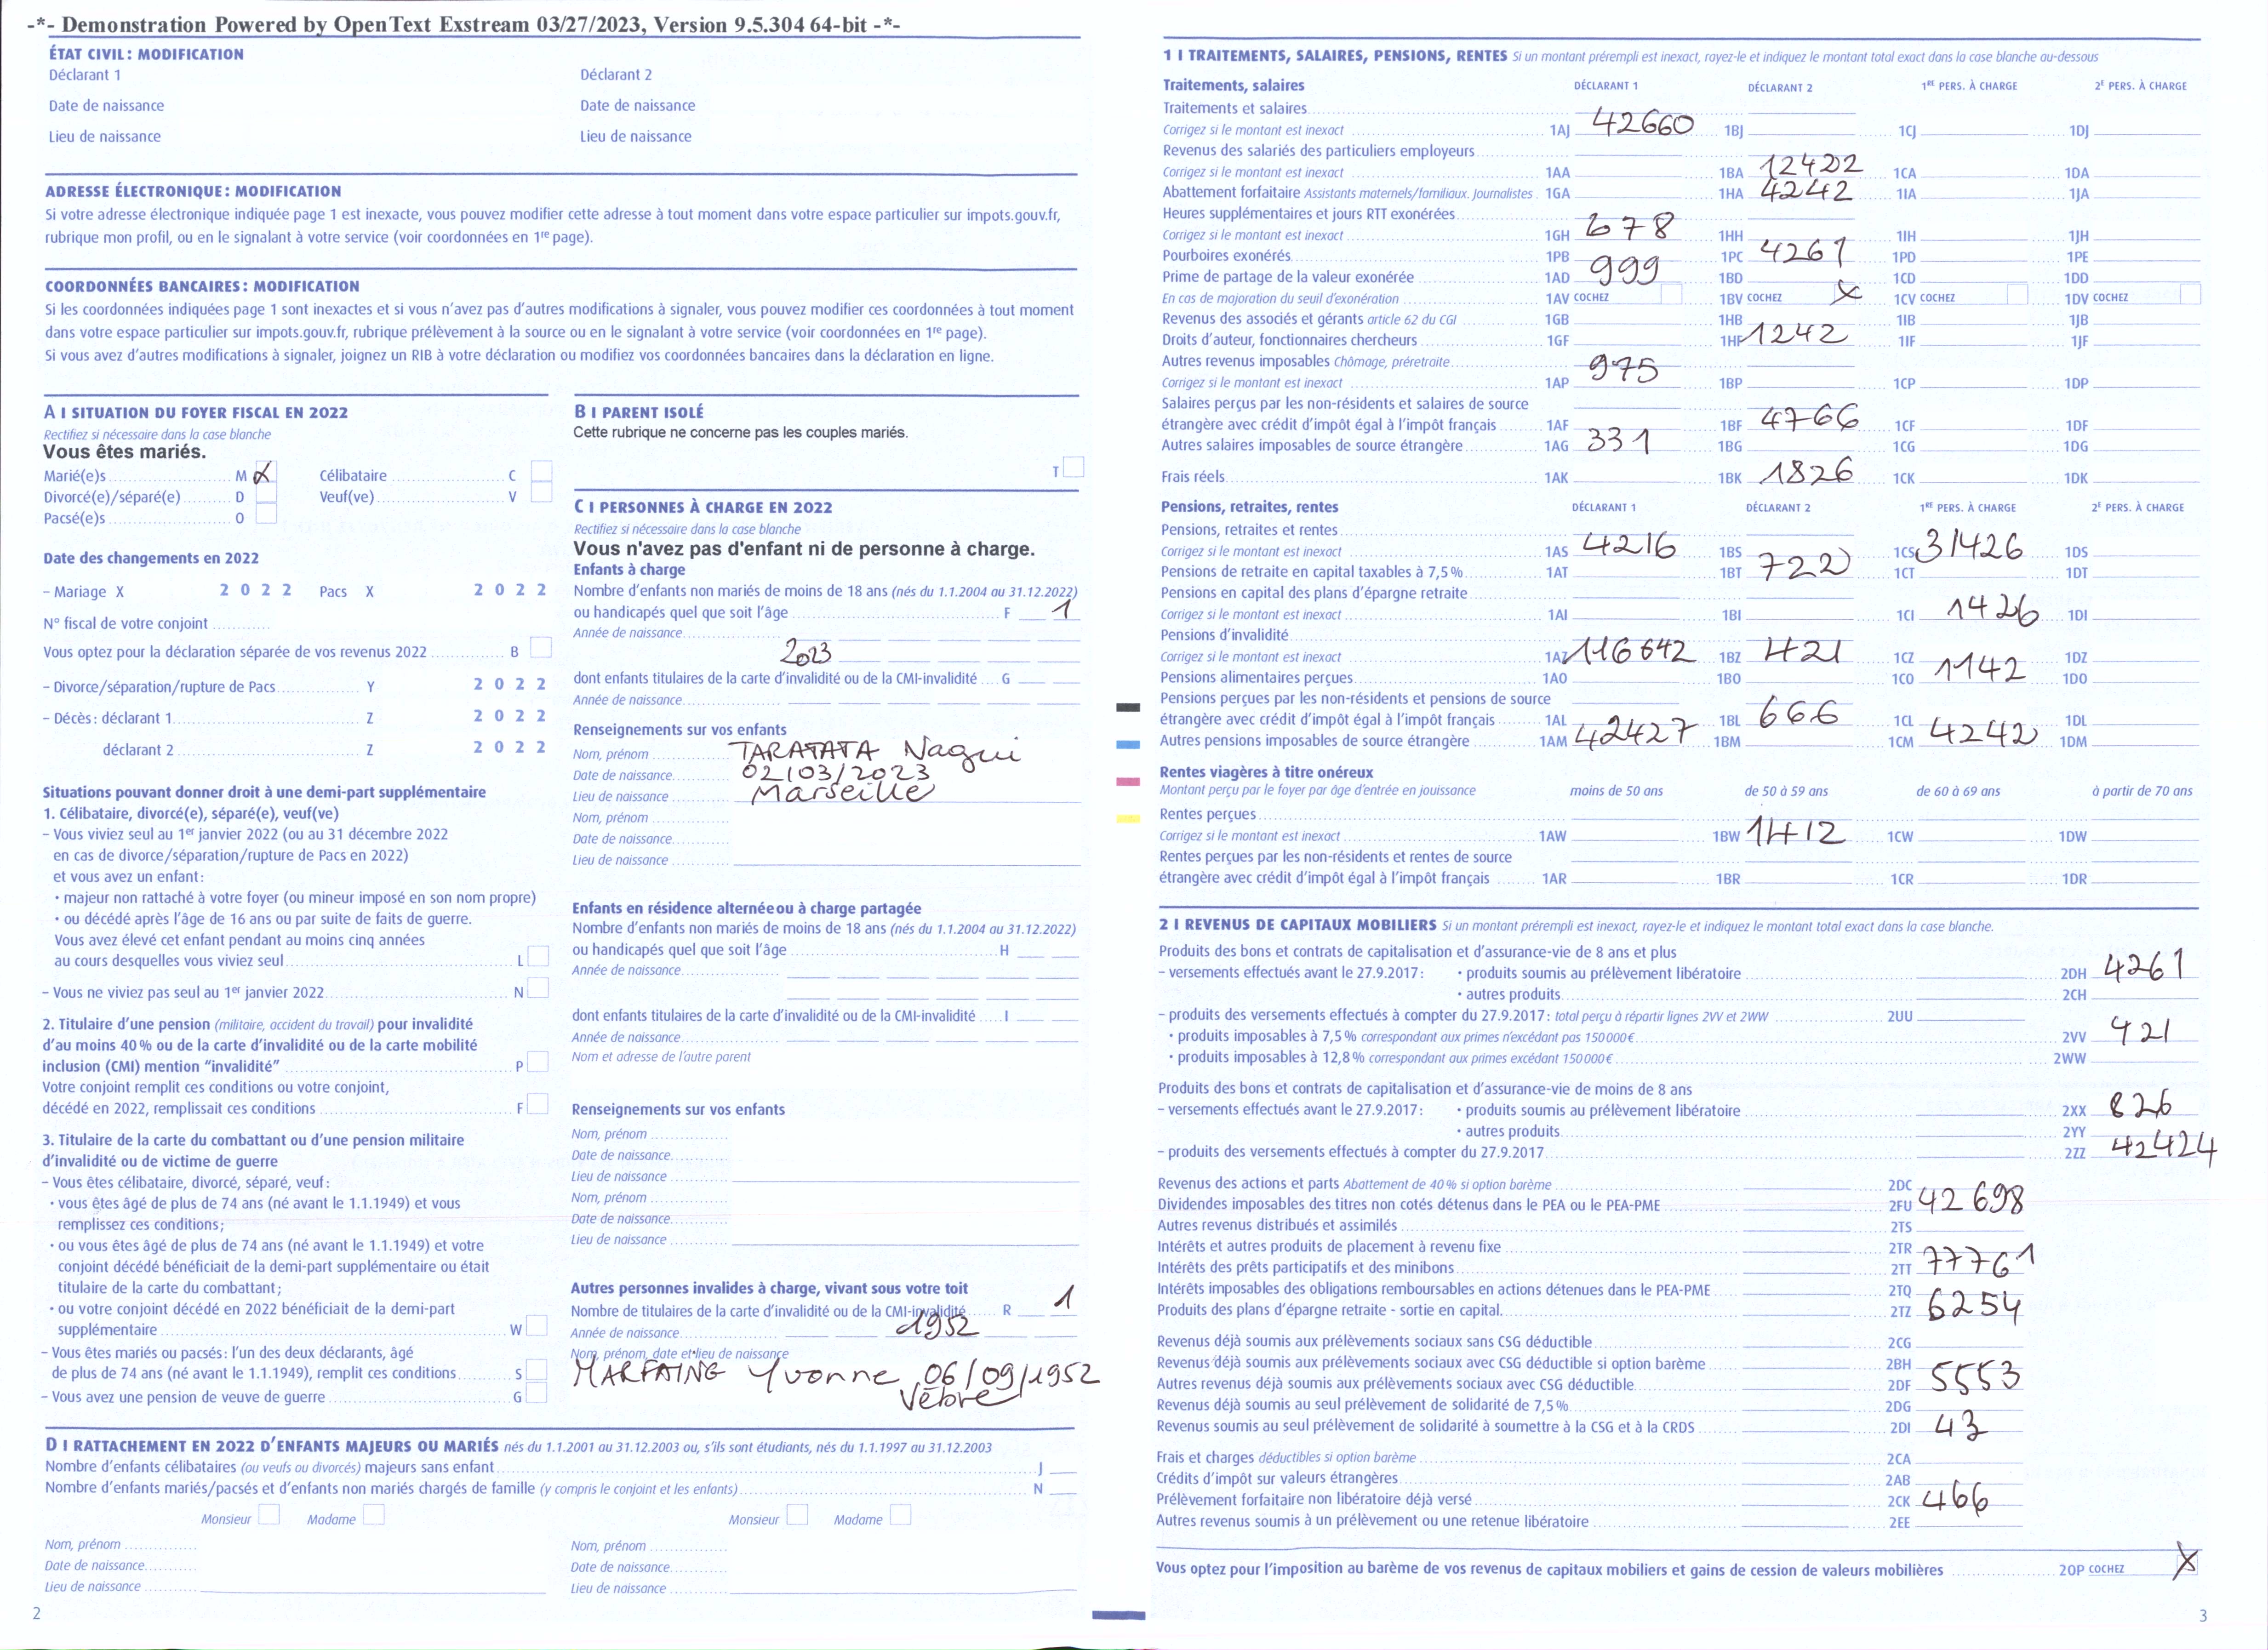 -*- Demonstration Powered by OpenText Exstream 03/27/2023, Version 9.5.304 64-bit -*-
ÉTAT CIVIL: MODIFICATION
Déclarant 1 Déclarant 2
Date de naissance Date de naissance
Lieu de naissance Lieu de naissance
ADRESSE ÉLECTRONIQUE: MODIFICATION
Si votre adresse électronique indiquée page 1 est inexacte, vous pouvez modifier cette adresse à tout moment dans votre espace particulier sur impots.gouv.fr,
rubrique mon profil, ou en le signalant à votre service (voir coordonnées en 1re page).
COORDONNÉES BANCAIRES: MODIFICATION
Si les coordonnées indiquées page 1 sont inexactes et si vous n'avez pas d'autres modifications à signaler, vous pouvez modifier ces coordonnées à tout moment
dans votre espace particulier sur impots.gouv.fr, rubrique prélèvement à la source ou en le signalant à votre service (voir coordonnées en 1re page).
Si vous avez d'autres modifications à signaler, joignez un RIB à votre déclaration ou modifiez vos coordonnées bancaires dans la déclaration en ligne.
A I SITUATION DU FOYER FISCAL EN 2022
Rectifiez si nécessaire dans la case blanche
Vous êtes mariés.
Marié(e)s M X Célibataire C
Divorcé(e)/séparé(e) D Veuf(ve) V
Pacsé(e)s O
Date des changements en 2022
– Mariage X 2 0 2 2 Pacs X 2 0 2 2
N° fiscal de votre conjoint
Vous optez pour la déclaration séparée de vos revenus 2022 B
– Divorce/séparation/rupture de Pacs Y 2 0 2 2
– Décès: déclarant 1 Z 2 0 2 2
déclarant 2 Z 2 0 2 2
Situations pouvant donner droit à une demi-part supplémentaire
1. Célibataire, divorcé(e), séparé(e), veuf(ve)
– Vous viviez seul au 1er janvier 2022 (ou au 31 décembre 2022
en cas de divorce/séparation/rupture de Pacs en 2022)
et vous avez un enfant:
• majeur non rattaché à votre foyer (ou mineur imposé en son nom propre)
• ou décédé après l'âge de 16 ans ou par suite de faits de guerre.
Vous avez élevé cet enfant pendant au moins cinq années
au cours desquelles vous viviez seul L
– Vous ne viviez pas seul au 1er janvier 2022 N
2. Titulaire d'une pension (militaire, accident du travail) pour invalidité
d'au moins 40 % ou de la carte d'invalidité ou de la carte mobilité
inclusion (CMI) mention "invalidité" P
Votre conjoint remplit ces conditions ou votre conjoint,
décédé en 2022, remplissait ces conditions F
3. Titulaire de la carte du combattant ou d'une pension militaire
d'invalidité ou de victime de guerre
– Vous êtes célibataire, divorcé, séparé, veuf:
• vous êtes âgé de plus de 74 ans (né avant le 1.1.1949) et vous
remplissez ces conditions;
• ou vous êtes âgé de plus de 74 ans (né avant le 1.1.1949) et votre
conjoint décédé bénéficiait de la demi-part supplémentaire ou était
titulaire de la carte du combattant;
• ou votre conjoint décédé en 2022 bénéficiait de la demi-part
supplémentaire W
– Vous êtes mariés ou pacsés: l'un des deux déclarants, âgé
de plus de 74 ans (né avant le 1.1.1949), remplit ces conditions S
– Vous avez une pension de veuve de guerre G
B I PARENT ISOLÉ
Cette rubrique ne concerne pas les couples mariés.
T
C I PERSONNES À CHARGE EN 2022
Rectifiez si nécessaire dans la case blanche
Vous n'avez pas d'enfant ni de personne à charge.
Enfants à charge
Nombre d'enfants non mariés de moins de 18 ans (nés du 1.1.2004 au 31.12.2022)
ou handicapés quel que soit l'âge F 1
Année de naissance
2023
dont enfants titulaires de la carte d'invalidité ou de la CMI-invalidité G
Année de naissance
Renseignements sur vos enfants
Nom, prénom TARATATA Nagui
Date de naissance 02/03/2023
Lieu de naissance Marseille
Nom, prénom
Date de naissance
Lieu de naissance
Enfants en résidence alternée ou à charge partagée
Nombre d'enfants non mariés de moins de 18 ans (nés du 1.1.2004 au 31.12.2022)
ou handicapés quel que soit l'âge H
Année de naissance
dont enfants titulaires de la carte d'invalidité ou de la CMI-invalidité I
Année de naissance
Nom et adresse de l'autre parent
Renseignements sur vos enfants
Nom, prénom
Date de naissance
Lieu de naissance
Nom, prénom
Date de naissance
Lieu de naissance
Autres personnes invalides à charge, vivant sous votre toit
Nombre de titulaires de la carte d'invalidité ou de la CMI-invalidité R 1
Année de naissance 1952
Nom, prénom, date et lieu de naissance
MARFAING Yvonne 06/09/1952
Vèbre
D I RATTACHEMENT EN 2022 D'ENFANTS MAJEURS OU MARIÉS nés du 1.1.2001 au 31.12.2003 ou, s'ils sont étudiants, nés du 1.1.1997 au 31.12.2003
Nombre d'enfants célibataires (ou veufs ou divorcés) majeurs sans enfant J
Nombre d'enfants mariés/pacsés et d'enfants non mariés chargés de famille (y compris le conjoint et les enfants) N
Monsieur Madame Monsieur Madame
Nom, prénom Nom, prénom
Date de naissance Date de naissance
Lieu de naissance Lieu de naissance
2
1 I TRAITEMENTS, SALAIRES, PENSIONS, RENTES Si un montant prérempli est inexact, rayez-le et indiquez le montant total exact dans la case blanche au-dessous
Traitements, salaires DÉCLARANT 1 DÉCLARANT 2 1RE PERS. À CHARGE 2E PERS. À CHARGE
Traitements et salaires
Corrigez si le montant est inexact 1AJ 42660 1BJ 1CJ 1DJ
Revenus des salariés des particuliers employeurs
Corrigez si le montant est inexact 1AA 1BA 12422 1CA 1DA
Abattement forfaitaire Assistants maternels/familiaux. Journalistes 1GA 1HA 4242 1IA 1JA
Heures supplémentaires et jours RTT exonérées
Corrigez si le montant est inexact 1GH 678 1HH 1IH 1JH
Pourboires exonérés 1PB 1PC 4261 1PD 1PE
Prime de partage de la valeur exonérée 1AD 999 1BD 1CD 1DD
En cas de majoration du seuil d'exonération 1AV COCHEZ 1BV COCHEZ X 1CV COCHEZ 1DV COCHEZ
Revenus des associés et gérants article 62 du CGI 1GB 1HB 1IB 1JB
Droits d'auteur, fonctionnaires chercheurs 1GF 1HF 1242 1IF 1JF
Autres revenus imposables Chômage, préretraite
Corrigez si le montant est inexact 1AP 975 1BP 1CP 1DP
Salaires perçus par les non-résidents et salaires de source
étrangère avec crédit d'impôt égal à l'impôt français 1AF 1BF 4766 1CF 1DF
Autres salaires imposables de source étrangère 1AG 331 1BG 1CG 1DG
Frais réels 1AK 1BK 1826 1CK 1DK
Pensions, retraites, rentes DÉCLARANT 1 DÉCLARANT 2 1RE PERS. À CHARGE 2E PERS. À CHARGE
Pensions, retraites et rentes
Corrigez si le montant est inexact 1AS 4216 1BS 1CS 31426 1DS
Pensions de retraite en capital taxables à 7,5 % 1AT 1BT 722 1CT 1DT
Pensions en capital des plans d'épargne retraite
Corrigez si le montant est inexact 1AI 1BI 1CI 1426 1DI
Pensions d'invalidité
Corrigez si le montant est inexact 1AZ 116642 1BZ 421 1CZ 1DZ
Pensions alimentaires perçues 1AO 1BO 1CO 1142 1DO
Pensions perçues par les non-résidents et pensions de source
étrangère avec crédit d'impôt égal à l'impôt français 1AL 1BL 666 1CL 1DL
Autres pensions imposables de source étrangère 1AM 42427 1BM 1CM 4242 1DM
Rentes viagères à titre onéreux
Montant perçu par le foyer par âge d'entrée en jouissance moins de 50 ans de 50 à 59 ans de 60 à 69 ans à partir de 70 ans
Rentes perçues
Corrigez si le montant est inexact 1AW 1BW 1412 1CW 1DW
Rentes perçues par les non-résidents et rentes de source
étrangère avec crédit d'impôt égal à l'impôt français 1AR 1BR 1CR 1DR
2 I REVENUS DE CAPITAUX MOBILIERS Si un montant prérempli est inexact, rayez-le et indiquez le montant total exact dans la case blanche.
Produits des bons et contrats de capitalisation et d'assurance-vie de 8 ans et plus
– versements effectués avant le 27.9.2017: • produits soumis au prélèvement libératoire 2DH 4261
• autres produits 2CH
– produits des versements effectués à compter du 27.9.2017: total perçu à répartir lignes 2VV et 2WW 2UU
• produits imposables à 7,5 % correspondant aux primes n'excédant pas 150 000 € 2VV 421
• produits imposables à 12,8 % correspondant aux primes excédant 150 000 € 2WW
Produits des bons et contrats de capitalisation et d'assurance-vie de moins de 8 ans
– versements effectués avant le 27.9.2017: • produits soumis au prélèvement libératoire 2XX 826
• autres produits 2YY
– produits des versements effectués à compter du 27.9.2017 2ZZ 42424
Revenus des actions et parts Abattement de 40 % si option barème 2DC
Dividendes imposables des titres non cotés détenus dans le PEA ou le PEA-PME 2FU 42698
Autres revenus distribués et assimilés 2TS
Intérêts et autres produits de placement à revenu fixe 2TR
Intérêts des prêts participatifs et des minibons 2TT 77761
Intérêts imposables des obligations remboursables en actions détenues dans le PEA-PME 2TQ
Produits des plans d'épargne retraite - sortie en capital. 2TZ 6254
Revenus déjà soumis aux prélèvements sociaux sans CSG déductible 2CG
Revenus déjà soumis aux prélèvements sociaux avec CSG déductible si option barème 2BH
Autres revenus déjà soumis aux prélèvements sociaux avec CSG déductible 2DF 5553
Revenus déjà soumis au seul prélèvement de solidarité de 7,5 % 2DG
Revenus soumis au seul prélèvement de solidarité à soumettre à la CSG et à la CRDS 2DI 43
Frais et charges déductibles si option barème 2CA
Crédits d'impôt sur valeurs étrangères 2AB
Prélèvement forfaitaire non libératoire déjà versé 2CK 466
Autres revenus soumis à un prélèvement ou une retenue libératoire 2EE
Vous optez pour l'imposition au barème de vos revenus de capitaux mobiliers et gains de cession de valeurs mobilières 2OP COCHEZ X
3